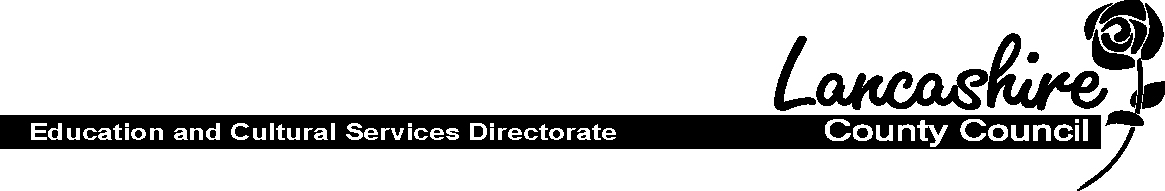 Lancashire
Education and Cultural Services Directorate
County Council